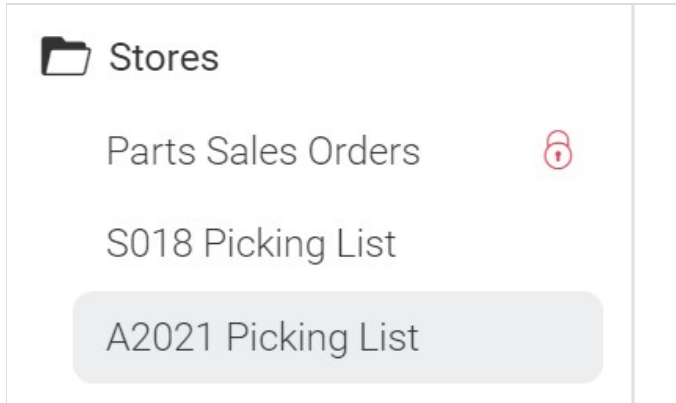 Stores
Parts Sales Orders
S018 Picking List
A2021 Picking List